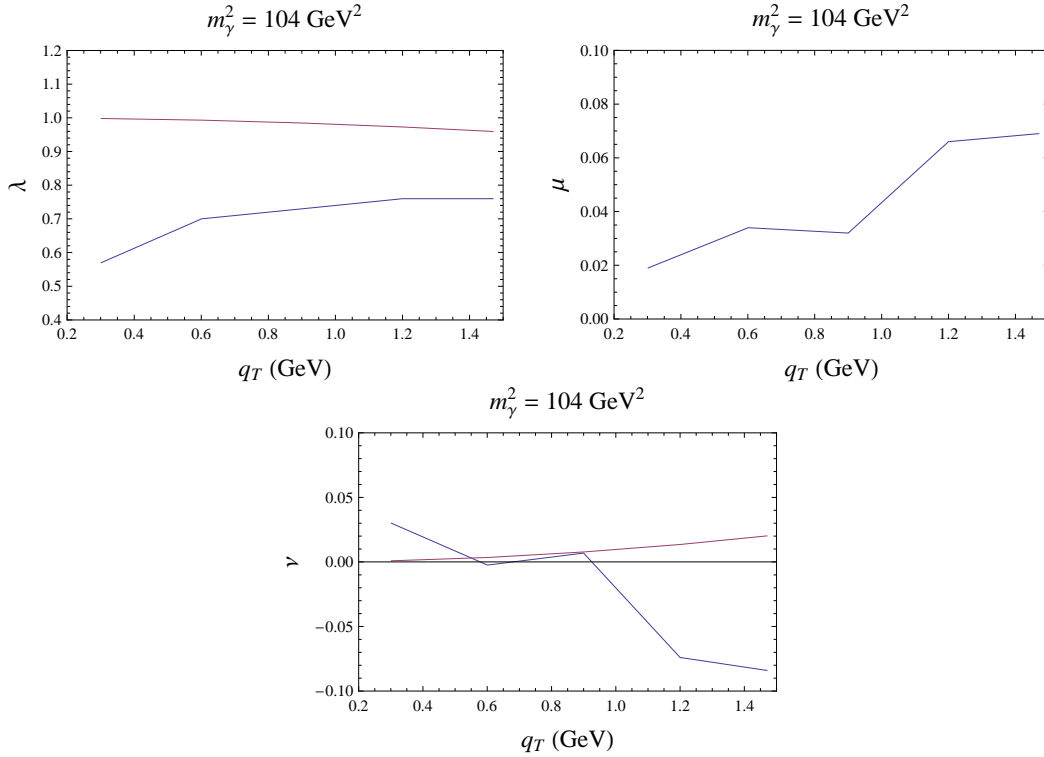 m_γ^2 = 104 GeV^2
λ
1.2
1.1
1.0
0.9
0.8
0.7
0.6
0.5
0.4
0.2 0.4 0.6 0.8 1.0 1.2 1.4
q_T (GeV)
m_γ^2 = 104 GeV^2
μ
0.10
0.08
0.06
0.04
0.02
0.00
0.2 0.4 0.6 0.8 1.0 1.2 1.4
q_T (GeV)
m_γ^2 = 104 GeV^2
ν
0.10
0.05
0.00
−0.05
−0.10
0.2 0.4 0.6 0.8 1.0 1.2 1.4
q_T (GeV)